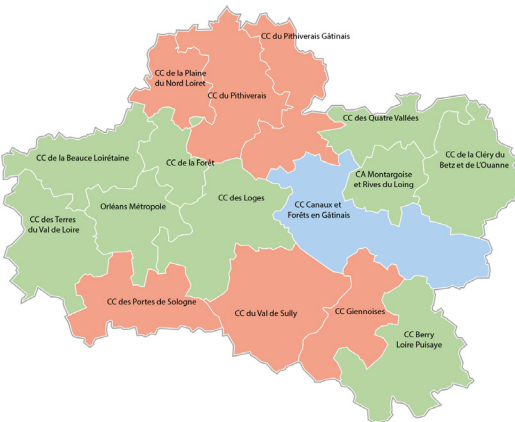 CC du Pithiverais Gâtinais
CC de la Plaine
du Nord Loiret
CC du Pithiverais
CC des Quatre Vallées
CC de la Beauce Loirétaine
CC de la Forêt
CC de la Cléry du
Betz et de L'Ouanne
CA Montargoise
et Rives du Loing
CC des Loges
Orléans Métropole
CC Canaux et
Forêts en Gâtinais
CC des Terres
du Val de Loire
CC des Portes de Sologne
CC du Val de Sully
CC Giennoises
CC Berry
Loire Puisaye